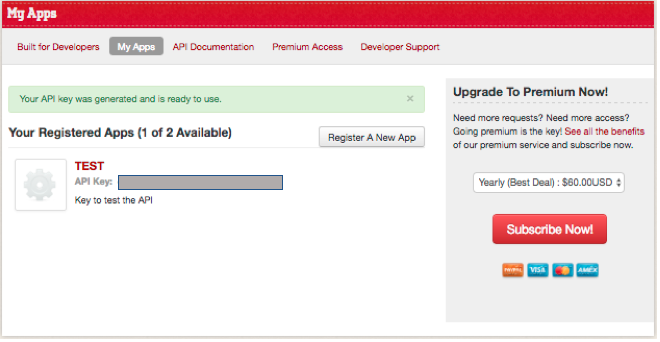 My Apps
Built for Developers My Apps API Documentation Premium Access Developer Support
Your API key was generated and is ready to use. ×
Your Registered Apps (1 of 2 Available)
Register A New App
TEST
API Key:
Key to test the API
Upgrade To Premium Now!
Need more requests? Need more access?
Going premium is the key! See all the benefits
of our premium service and subscribe now.
Yearly (Best Deal) : $60.00USD
Subscribe Now!
PAYPAL VISA AMEX